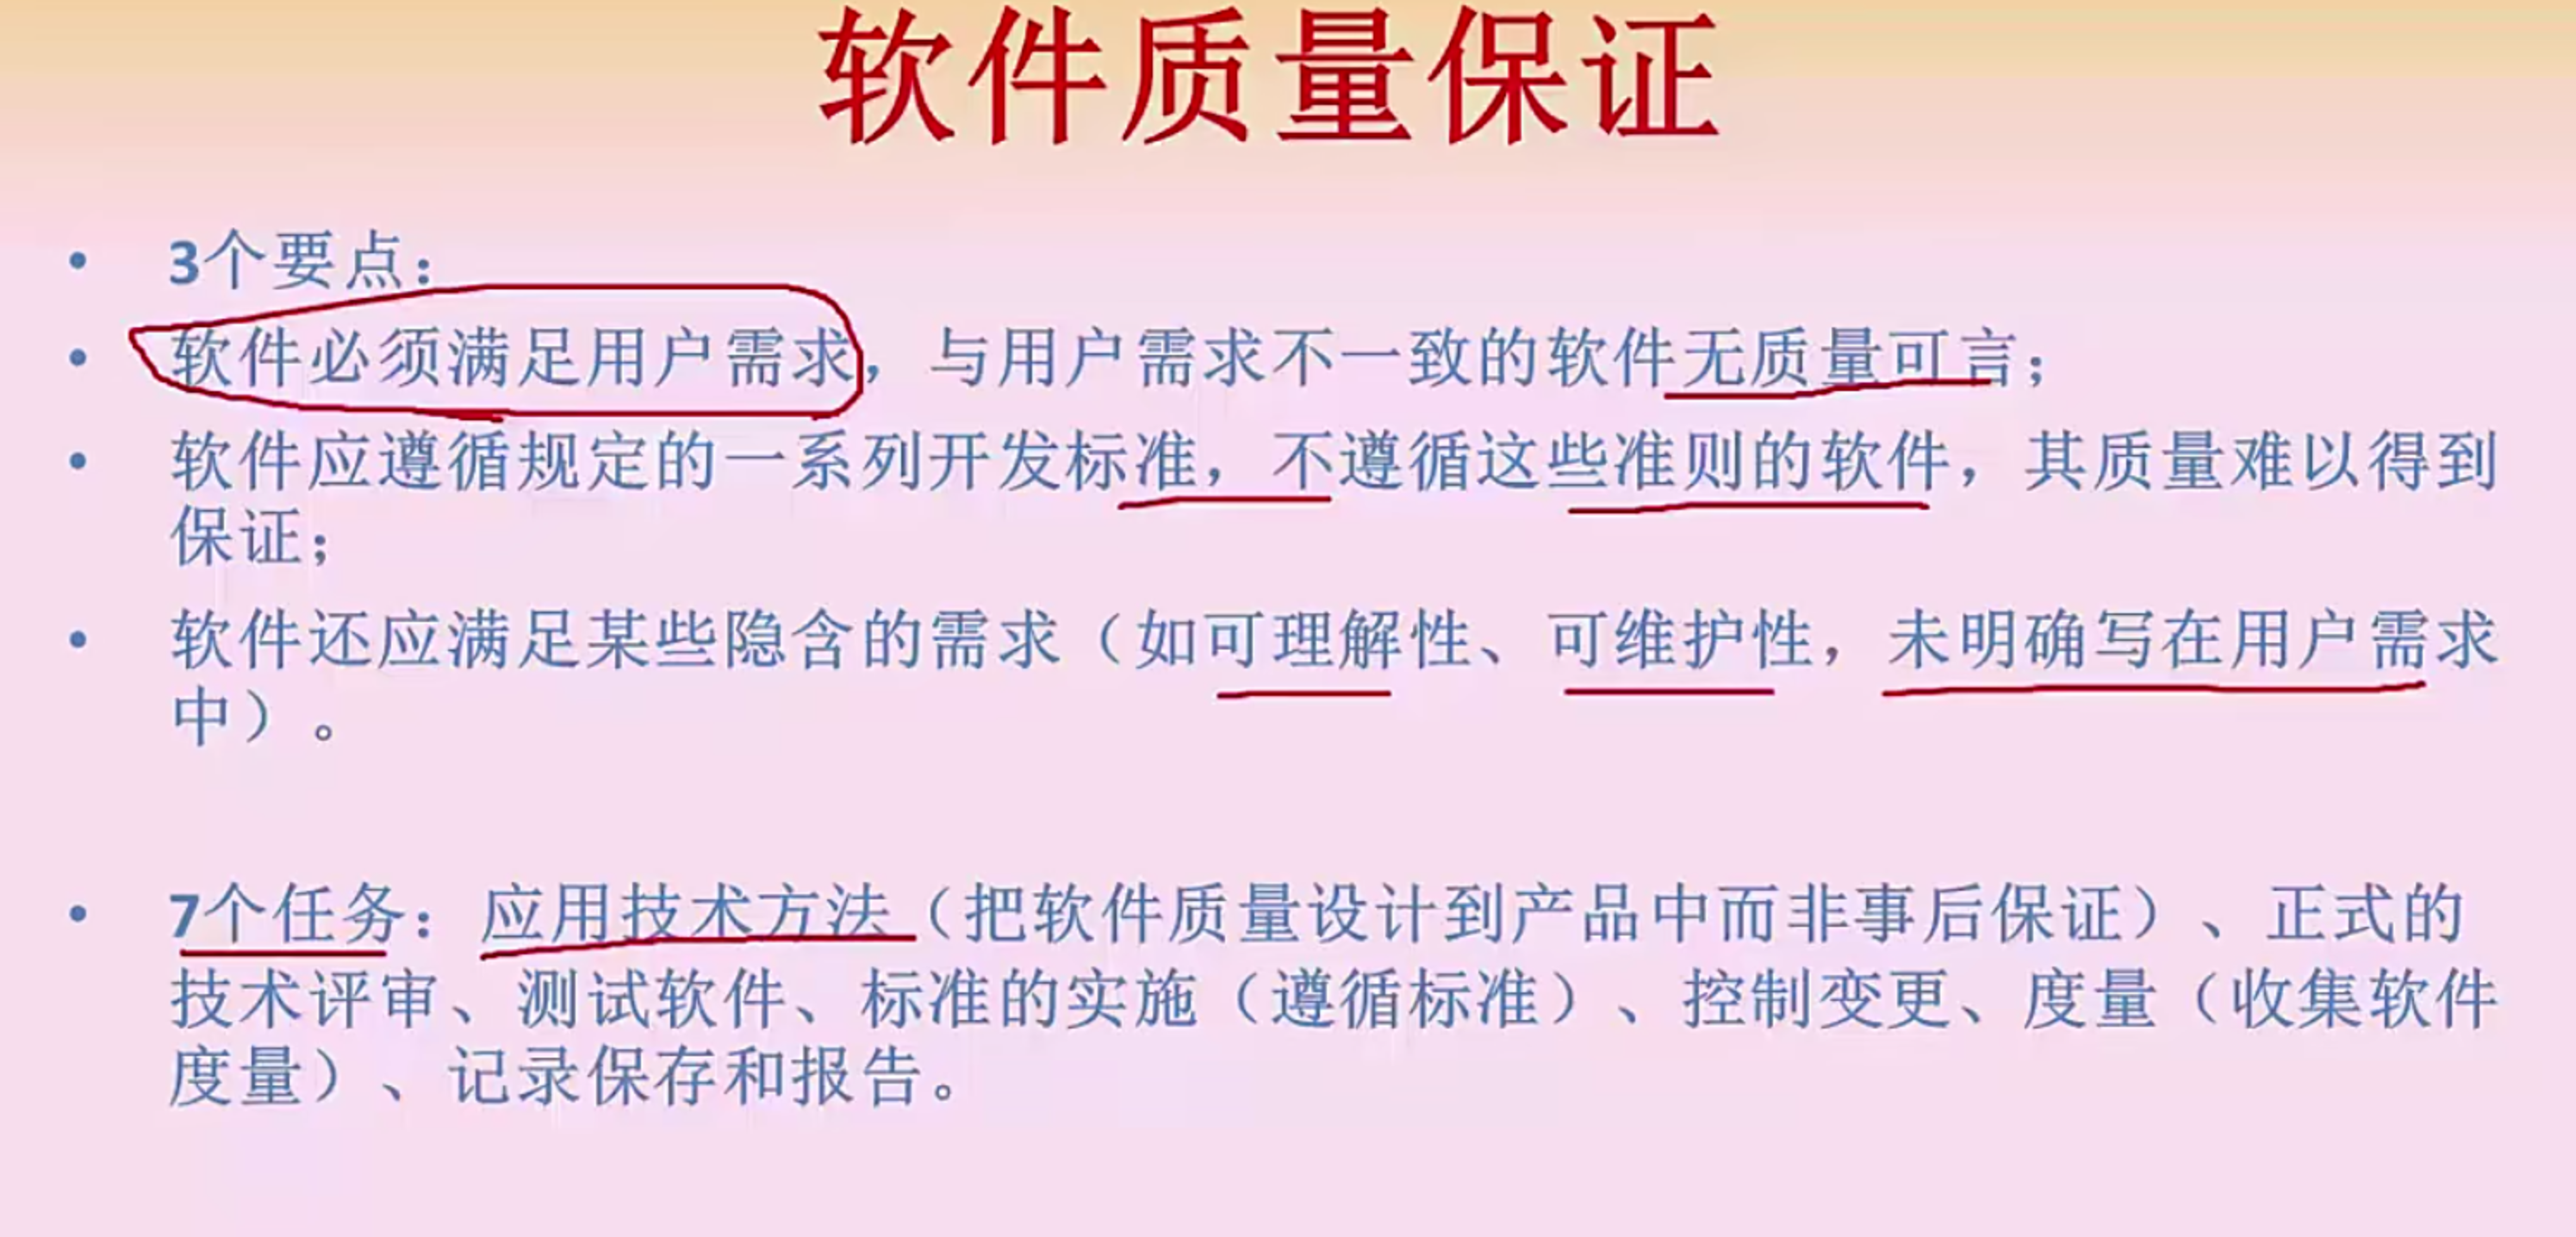 软件质量保证
• 3个要点：
• 软件必须满足用户需求，与用户需求不一致的软件无质量可言；
• 软件应遵循规定的一系列开发标准，不遵循这些准则的软件，其质量难以得到
保证；
• 软件还应满足某些隐含的需求（如可理解性、可维护性，未明确写在用户需求
中）。
• 7个任务：应用技术方法（把软件质量设计到产品中而非事后保证）、正式的
技术评审、测试软件、标准的实施（遵循标准）、控制变更、度量（收集软件
度量）、记录保存和报告。